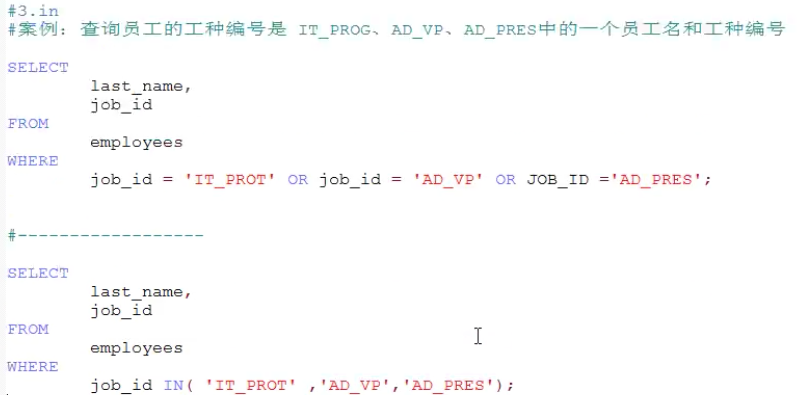 #3.in
#案例：查询员工的工种编号是 IT_PROG、AD_VP、AD_PRES中的一个员工名和工种编号
SELECT
last_name,
job_id
FROM
employees
WHERE
job_id = 'IT_PROT' OR job_id = 'AD_VP' OR JOB_ID ='AD_PRES';
#------------------
SELECT
last_name,
job_id
FROM
employees
WHERE
job_id IN( 'IT_PROT' ,'AD_VP','AD_PRES');